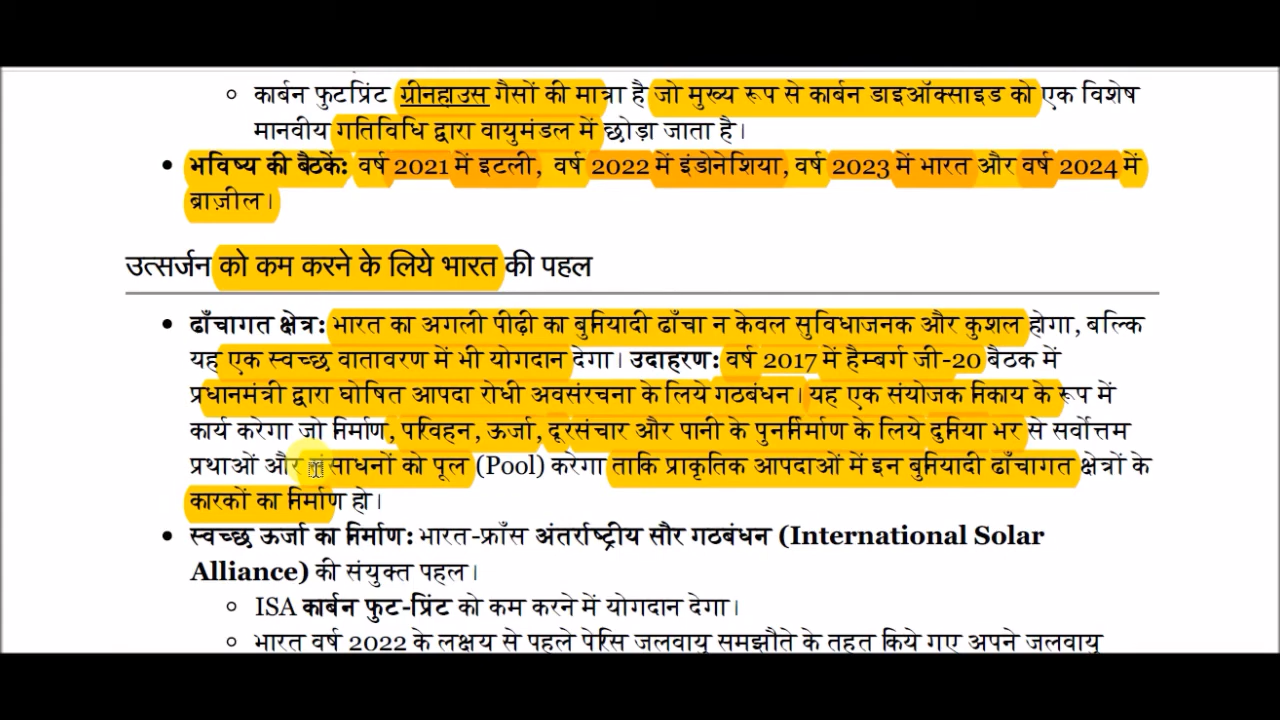 कार्बन फुटप्रिंट ग्रीनहाउस गैसों की मात्रा है जो मुख्य रूप से कार्बन डाइऑक्साइड को एक विशेष
मानवीय गतिविधि द्वारा वायुमंडल में छोड़ा जाता है।
भविष्य की बैठकें: वर्ष 2021 में इटली, वर्ष 2022 में इंडोनेशिया, वर्ष 2023 में भारत और वर्ष 2024 में
ब्राज़ील।
उत्सर्जन को कम करने के लिये भारत की पहल
ढाँचागत क्षेत्र: भारत का अगली पीढ़ी का बुनियादी ढाँचा न केवल सुविधाजनक और कुशल होगा, बल्कि
यह एक स्वच्छ वातावरण में भी योगदान देगा। उदाहरण: वर्ष 2017 में हैम्बर्ग जी-20 बैठक में
प्रधानमंत्री द्वारा घोषित आपदा रोधी अवसंरचना के लिये गठबंधन। यह एक संयोजक निकाय के रूप में
कार्य करेगा जो निर्माण, परिवहन, ऊर्जा, दूरसंचार और पानी के पुनर्निर्माण के लिये दुनिया भर से सर्वोत्तम
प्रथाओं और संसाधनों को पूल (Pool) करेगा ताकि प्राकृतिक आपदाओं में इन बुनियादी ढाँचागत क्षेत्रों के
कारकों का निर्माण हो।
स्वच्छ ऊर्जा का निर्माण: भारत-फ्राँस अंतर्राष्ट्रीय सौर गठबंधन (International Solar
Alliance) की संयुक्त पहल।
ISA कार्बन फुट-प्रिंट को कम करने में योगदान देगा।
भारत वर्ष 2022 के लक्षय से पहले पेरिस जलवायु समझौते के तहत किये गए अपने जलवायु